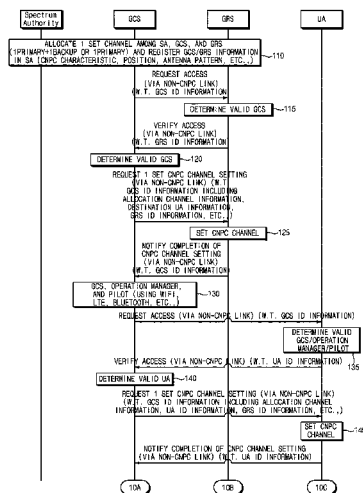 Spectrum
Authority
GCS
GRS
UA
ALLOCATE 1 SET CHANNEL AMONG SA, GCS, AND GRS
(1PRIMARY+1BACKUP OR 1PRIMARY) AND REGISTER GCS/GRS INFORMATION
IN SA (CNPC CHARACTERISTIC, POSITION, ANTENNA PATTERN, ETC.,)
110
REQUEST ACCESS
(VIA NON-CNPC LINK)
(W.T. GCS ID INFORMATION
DETERMINE VALID GCS
115
VERIFY ACCESS
(VIA NON-CNPC LINK)
(W.T. GRS ID INFORMATION
DETERMINE VALID GCS
120
REQUEST 1 SET CNPC CHANNEL SETTING
(VIA NON-CNPC LINK) (W.T.
GCS ID INFORMATION INCLUDING
ALLOCATION CHANNEL INFORMATION,
DESTINATION UA INFORMATION,
GRS ID INFORMATION, ETC.,)
SET CNPC CHANNEL
125
NOTIFY COMPLETION OF
CNPC CHANNEL SETTING
(VIA NON-CNPC LINK)
(W.T. GCS ID INFORMATION
GCS, OPERATION MANAGER,
AND PILOT (USING WIFI,
LTE, BLUETOOTH, ETC.,)
130
REQUEST ACCESS (VIA NON-CNPC LINK) (W.T. GCS ID INFORMATION)
DETERMINE VALID
GCS/OPERATION
MANAGER/PILOT
135
VERIFY ACCESS (VIA NON-CNPC LINK) (W.T. UA ID INFORMATION)
DETERMINE VALID UA
140
REQUEST 1 SET CNPC CHANNEL SETTING (VIA NON-CNPC LINK)
(W.T. GCS ID INFORMATION INCLUDING ALLOCATION CHANNEL
INFORMATION, UA ID INFORMATION, GRS ID INFORMATION, ETC.,)
SET CNPC
CHANNEL
NOTIFY COMPLETION OF CNPC CHANNEL SETTING
(VIA NON-CNPC LINK) (W.T. UA ID INFORMATION)
10A
10B
10C